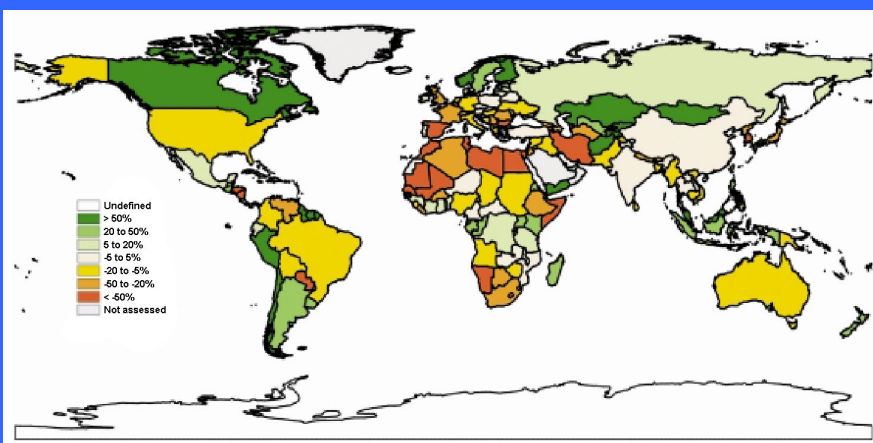 Undefined
> 50%
20 to 50%
5 to 20%
-5 to 5%
-20 to -5%
-50 to -20%
< -50%
Not assessed